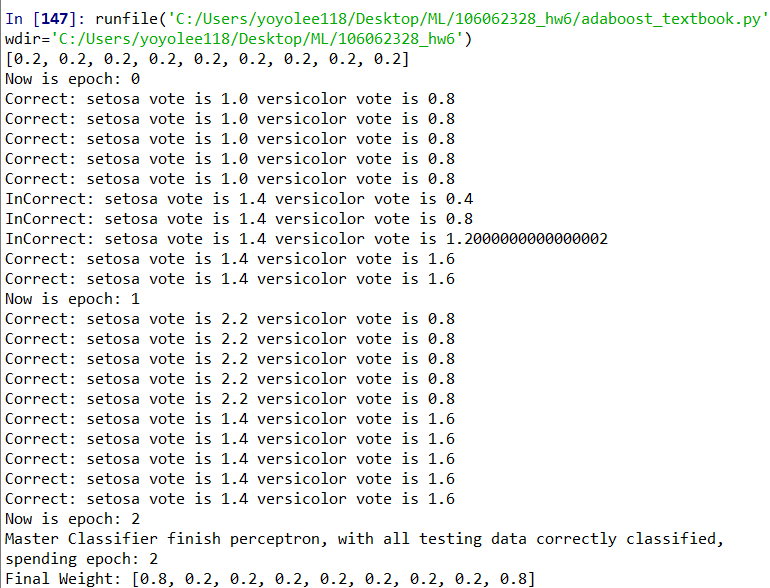 In [147]: runfile('C:/Users/yoyolee118/Desktop/ML/106062328_hw6/adaboost_textbook.py'
wdir='C:/Users/yoyolee118/Desktop/ML/106062328_hw6')
[0.2, 0.2, 0.2, 0.2, 0.2, 0.2, 0.2, 0.2, 0.2]
Now is epoch: 0
Correct: setosa vote is 1.0 versicolor vote is 0.8
Correct: setosa vote is 1.0 versicolor vote is 0.8
Correct: setosa vote is 1.0 versicolor vote is 0.8
Correct: setosa vote is 1.0 versicolor vote is 0.8
Correct: setosa vote is 1.0 versicolor vote is 0.8
InCorrect: setosa vote is 1.4 versicolor vote is 0.4
InCorrect: setosa vote is 1.4 versicolor vote is 0.8
InCorrect: setosa vote is 1.4 versicolor vote is 1.2000000000000002
Correct: setosa vote is 1.4 versicolor vote is 1.6
Correct: setosa vote is 1.4 versicolor vote is 1.6
Now is epoch: 1
Correct: setosa vote is 2.2 versicolor vote is 0.8
Correct: setosa vote is 2.2 versicolor vote is 0.8
Correct: setosa vote is 2.2 versicolor vote is 0.8
Correct: setosa vote is 2.2 versicolor vote is 0.8
Correct: setosa vote is 2.2 versicolor vote is 0.8
Correct: setosa vote is 1.4 versicolor vote is 1.6
Correct: setosa vote is 1.4 versicolor vote is 1.6
Correct: setosa vote is 1.4 versicolor vote is 1.6
Correct: setosa vote is 1.4 versicolor vote is 1.6
Correct: setosa vote is 1.4 versicolor vote is 1.6
Now is epoch: 2
Master Classifier finish perceptron, with all testing data correctly classified,
spending epoch: 2
Final Weight: [0.8, 0.2, 0.2, 0.2, 0.2, 0.2, 0.2, 0.2, 0.8]